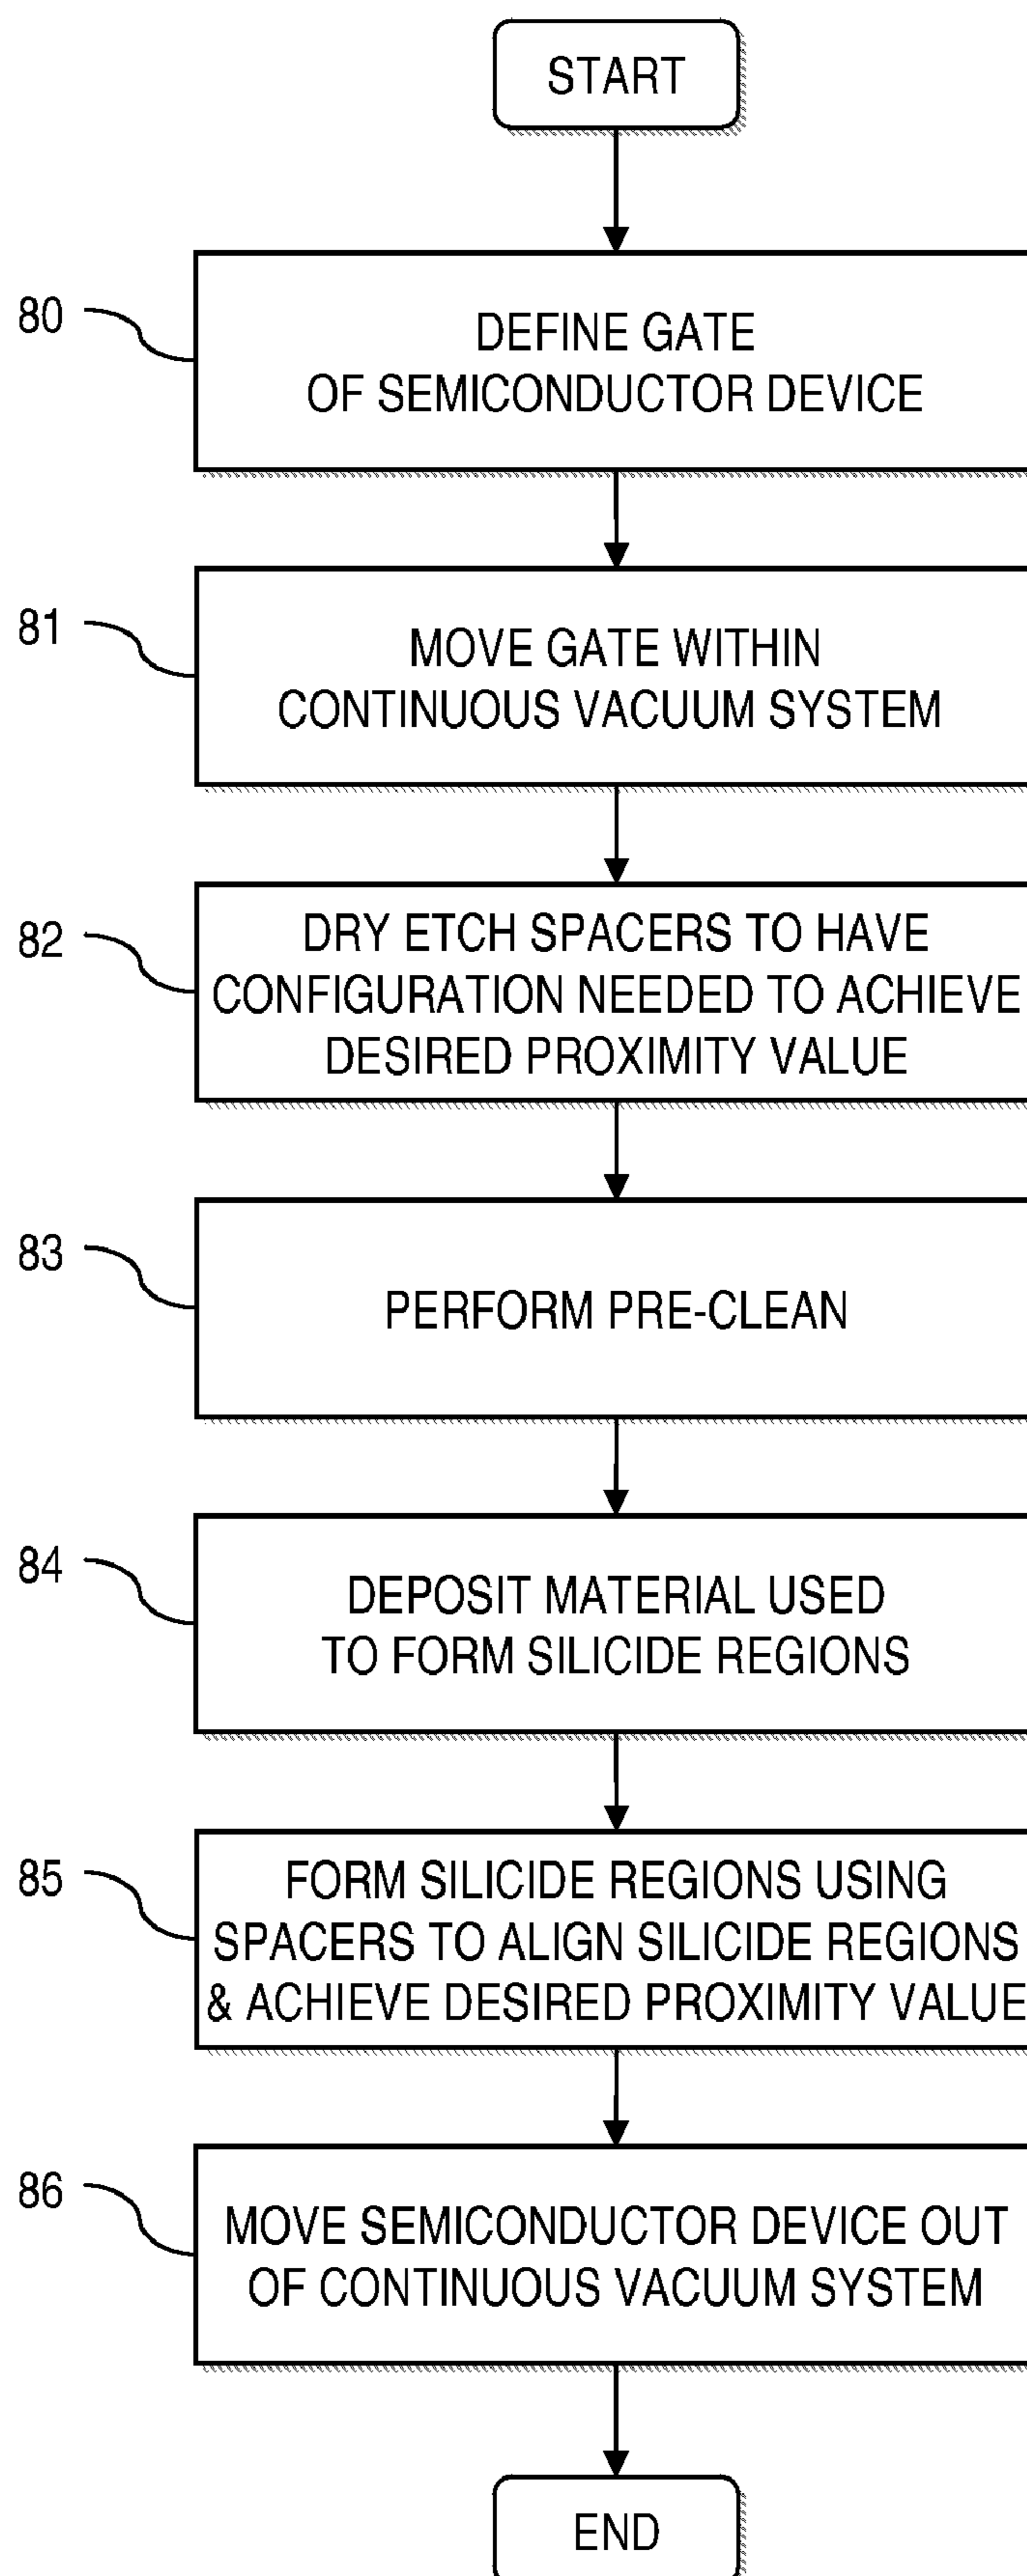 START
80
DEFINE GATE
OF SEMICONDUCTOR DEVICE
81
MOVE GATE WITHIN
CONTINUOUS VACUUM SYSTEM
82
DRY ETCH SPACERS TO HAVE
CONFIGURATION NEEDED TO ACHIEVE
DESIRED PROXIMITY VALUE
83
PERFORM PRE-CLEAN
84
DEPOSIT MATERIAL USED
TO FORM SILICIDE REGIONS
85
FORM SILICIDE REGIONS USING
SPACERS TO ALIGN SILICIDE REGIONS
& ACHIEVE DESIRED PROXIMITY VALUE
86
MOVE SEMICONDUCTOR DEVICE OUT
OF CONTINUOUS VACUUM SYSTEM
END